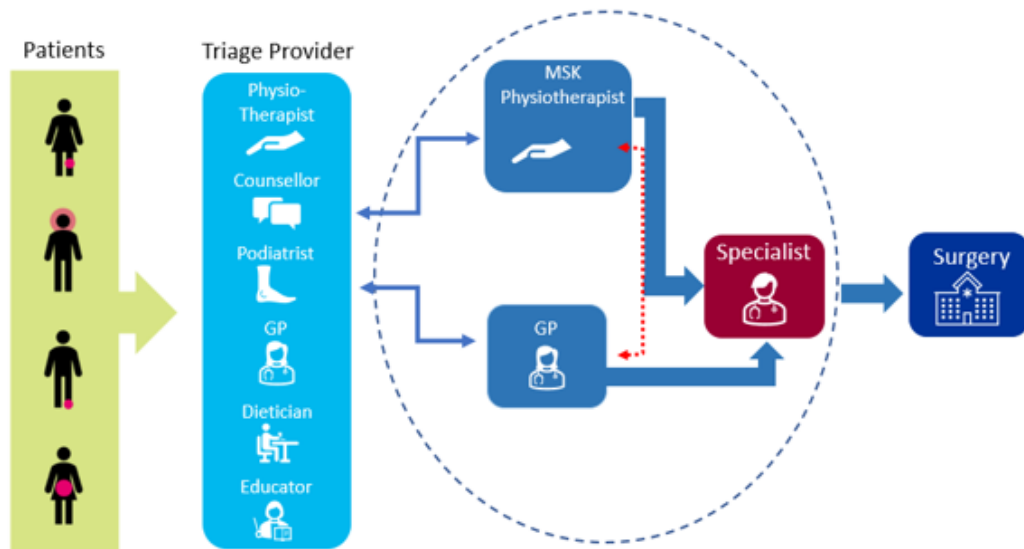 Patients
Triage Provider
Physio-
Therapist
Counsellor
Podiatrist
GP
Dietician
Educator
MSK
Physiotherapist
GP
Specialist
Surgery